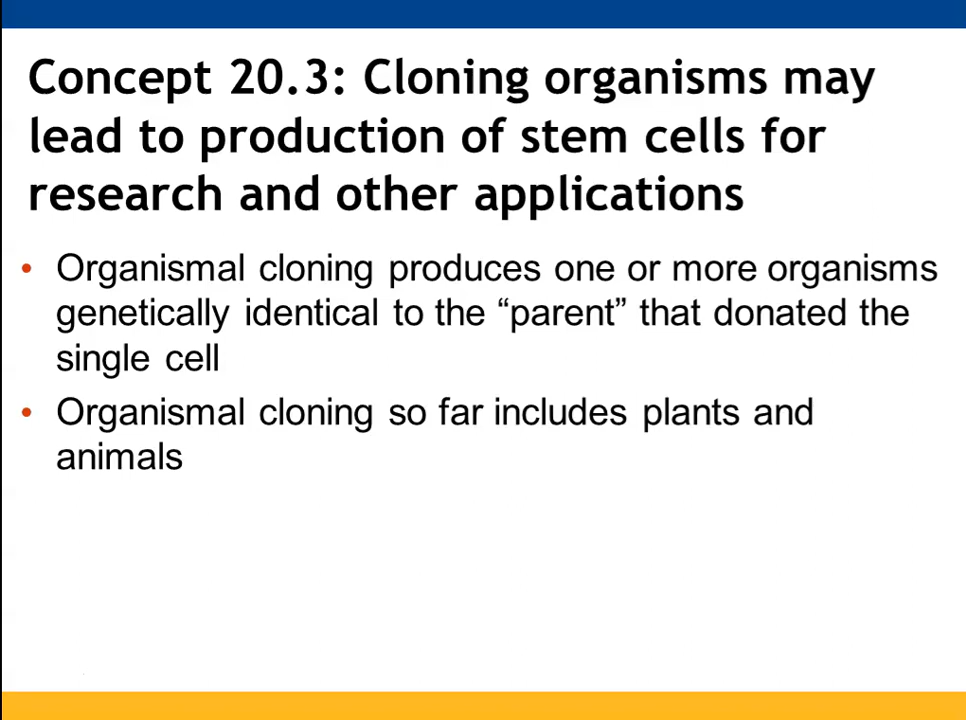 Concept 20.3: Cloning organisms may
lead to production of stem cells for
research and other applications
• Organismal cloning produces one or more organisms
genetically identical to the “parent” that donated the
single cell
• Organismal cloning so far includes plants and
animals